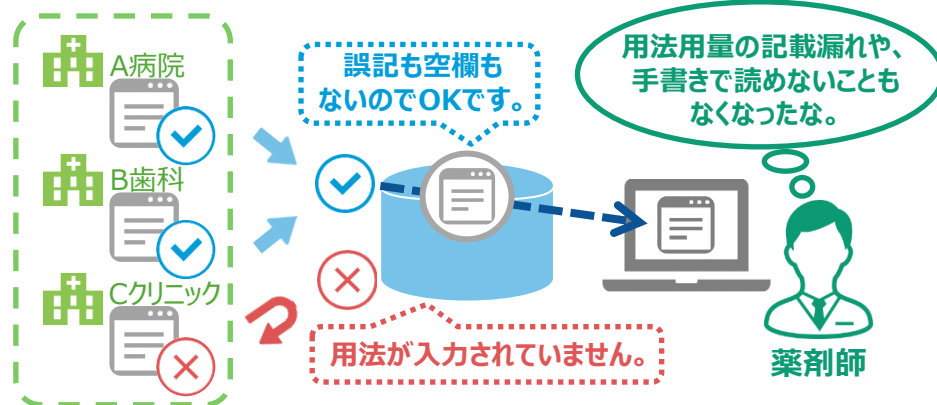 A病院
B歯科
Cクリニック
誤記も空欄も
ないのでOKです。
用法が入力されていません。
用法用量の記載漏れや、
手書きで読めないことも
なくなったな。
薬剤師